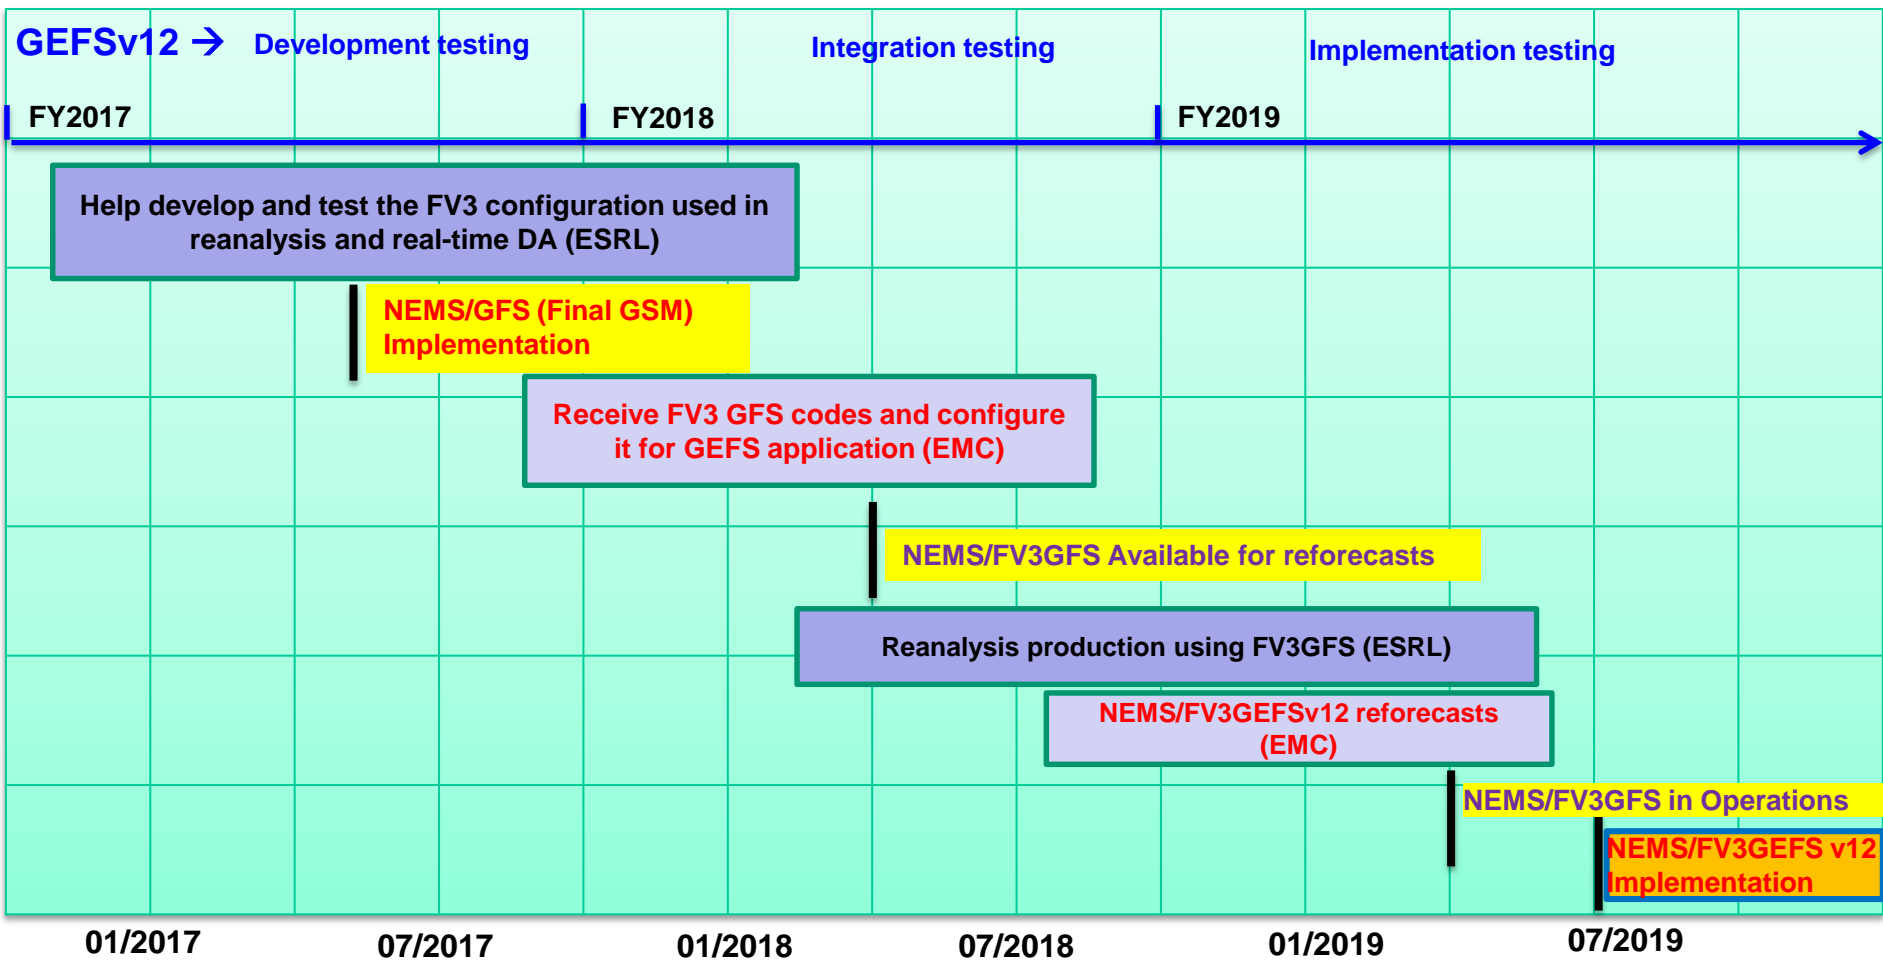 GEFSv12 → Development testing Integration testing Implementation testing
FY2017 FY2018 FY2019
Help develop and test the FV3 configuration used in
reanalysis and real-time DA (ESRL)
NEMS/GFS (Final GSM)
Implementation
Receive FV3 GFS codes and configure
it for GEFS application (EMC)
NEMS/FV3GFS Available for reforecasts
Reanalysis production using FV3GFS (ESRL)
NEMS/FV3GEFSv12 reforecasts
(EMC)
NEMS/FV3GFS in Operations
NEMS/FV3GEFS v12
Implementation
01/2017 07/2017 01/2018 07/2018 01/2019 07/2019